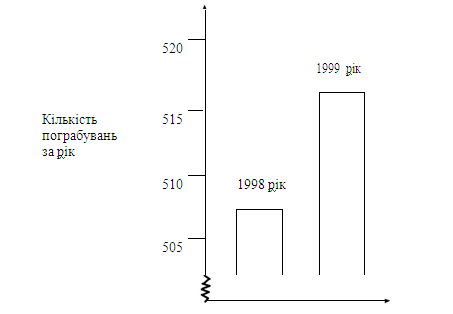 520
1999 рік
515
Кількість
пограбувань
за рік
510
1998 рік
505